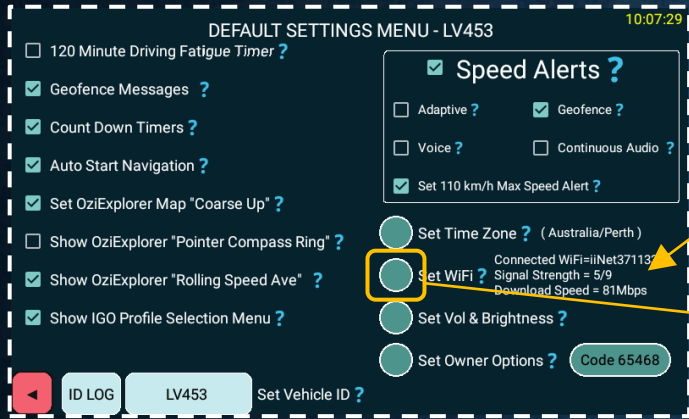 10:07:29
DEFAULT SETTINGS MENU - LV453
120 Minute Driving Fatigue Timer ?
Geofence Messages ?
Count Down Timers ?
Auto Start Navigation ?
Set OziExplorer Map "Coarse Up" ?
Show OziExplorer "Pointer Compass Ring" ?
Show OziExplorer "Rolling Speed Ave" ?
Show IGO Profile Selection Menu ?
Speed Alerts ?
Adaptive ?
Geofence ?
Voice ?
Continuous Audio ?
Set 110 km/h Max Speed Alert ?
Set Time Zone ? ( Australia/Perth )
Set WiFi ?
Connected WiFi=iiNet371133
Signal Strength = 5/9
Download Speed = 81Mbps
Set Vol & Brightness ?
Set Owner Options ?
Code 65468
ID LOG
LV453
Set Vehicle ID ?